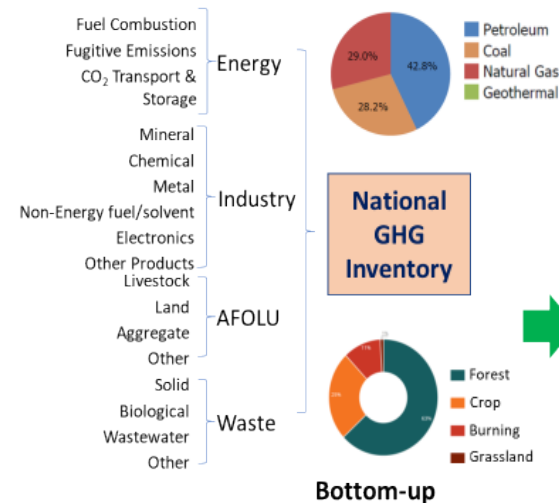 Fuel Combustion
Fugitive Emissions
CO₂ Transport &
Storage
Energy
Mineral
Chemical
Metal
Non-Energy fuel/solvent
Electronics
Other Products
Industry
Livestock
Land
Aggregate
Other
AFOLU
Solid
Biological
Wastewater
Other
Waste
29.0%
42.8%
28.2%
Petroleum
Coal
Natural Gas
Geothermal
National
GHG
Inventory
11%
Forest
Crop
Burning
Grassland
Bottom-up